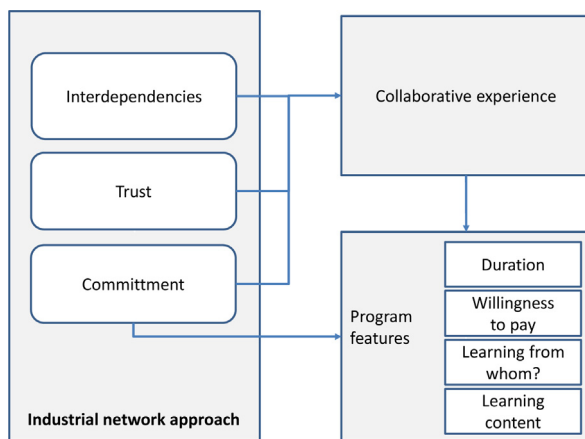 Interdependencies
Trust
Committment
Industrial network approach
Collaborative experience
Program
features
Duration
Willingness
to pay
Learning from
whom?
Learning
content